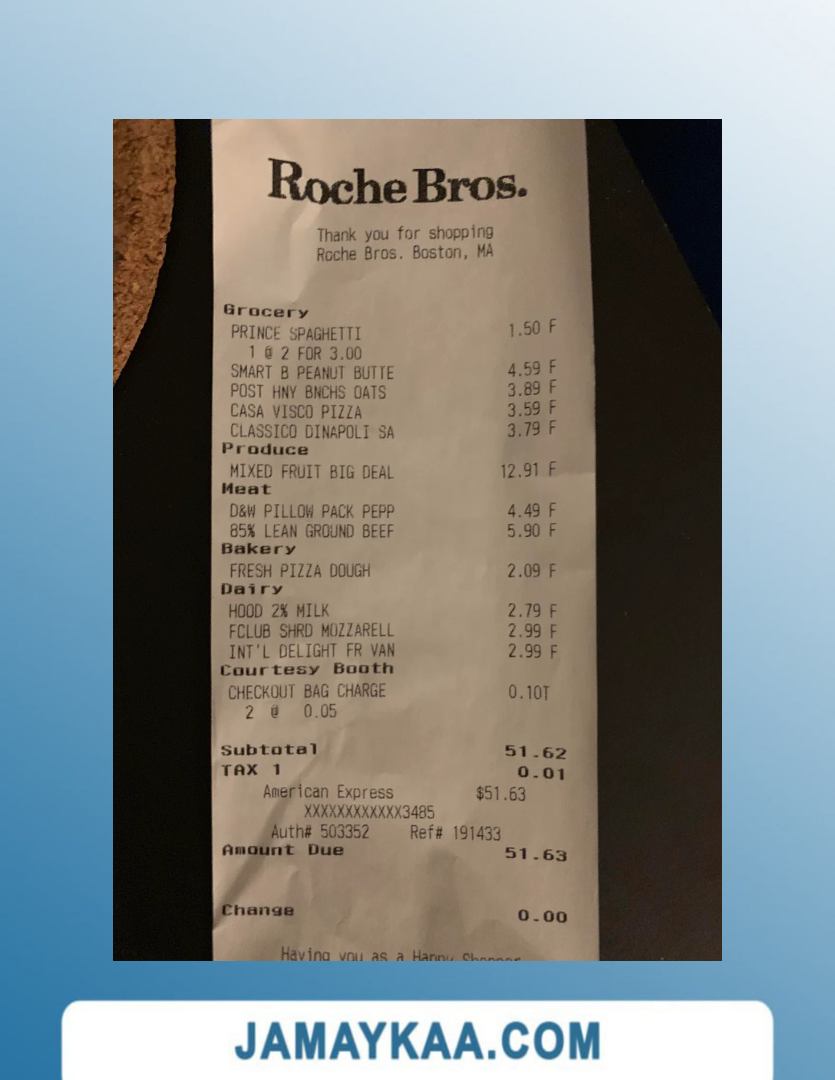 Roche Bros.
Thank you for shopping
Roche Bros. Boston, MA
Grocery
PRINCE SPAGHETTI 1.50 F
1 @ 2 FOR 3.00
SMART B PEANUT BUTTE 4.59 F
POST HNY BNCHS OATS 3.89 F
CASA VISCO PIZZA 3.59 F
CLASSICO DINAPOLI SA 3.79 F
Produce
MIXED FRUIT BIG DEAL 12.91 F
Meat
D&W PILLOW PACK PEPP 4.49 F
85% LEAN GROUND BEEF 5.90 F
Bakery
FRESH PIZZA DOUGH 2.09 F
Dairy
HOOD 2% MILK 2.79 F
FCLUB SHRD MOZZARELL 2.99 F
INT'L DELIGHT FR VAN 2.99 F
Courtesy Booth
CHECKOUT BAG CHARGE 0.10T
2 @ 0.05
Subtotal 51.62
TAX 1 0.01
American Express $51.63
XXXXXXXXXXXX3485
Auth# 503352 Ref# 191433
Amount Due 51.63
Change 0.00
Having you as a Happy Shopper
JAMAYKAA.COM